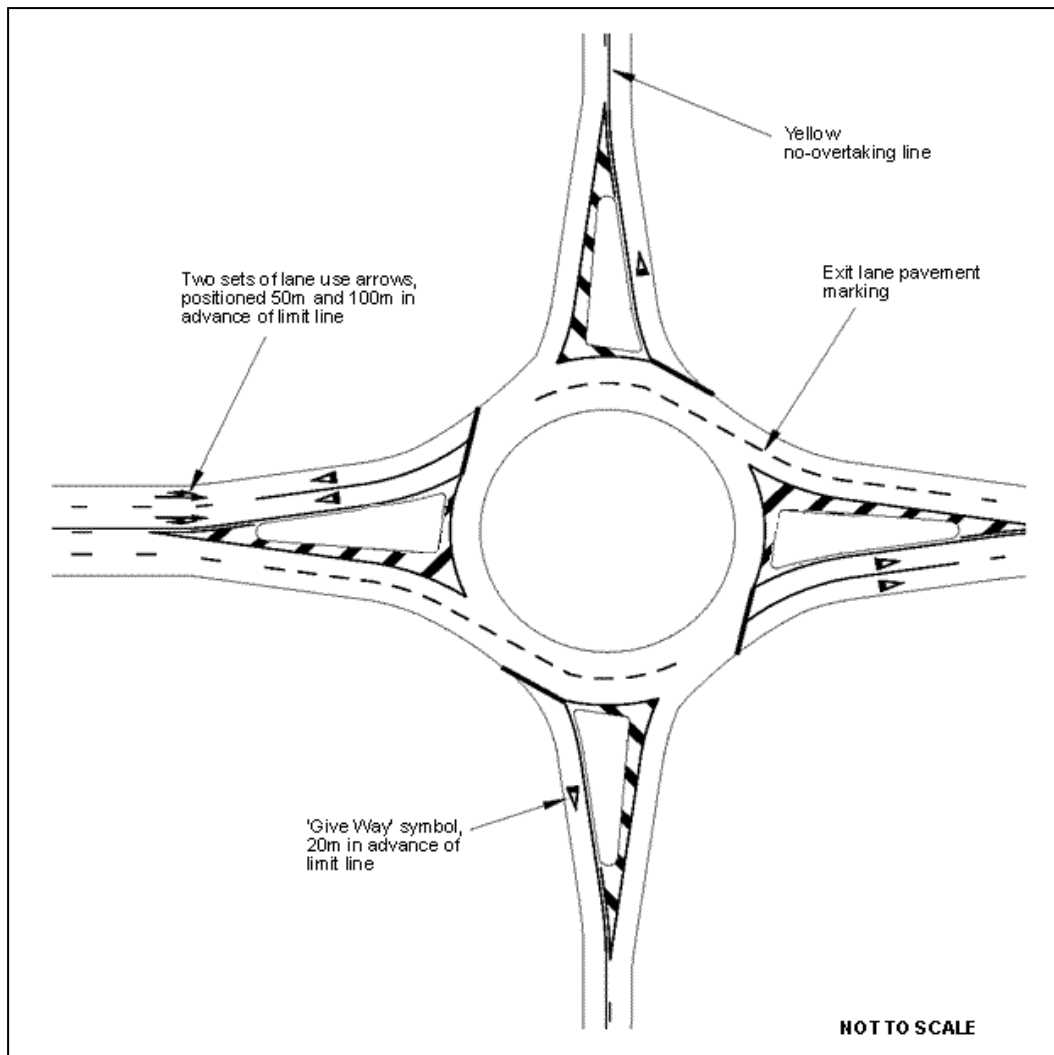 Yellow
no-overtaking line
Two sets of lane use arrows,
positioned 50m and 100m in
advance of limit line
Exit lane pavement
marking
'Give Way' symbol,
20m in advance of
limit line
NOT TO SCALE